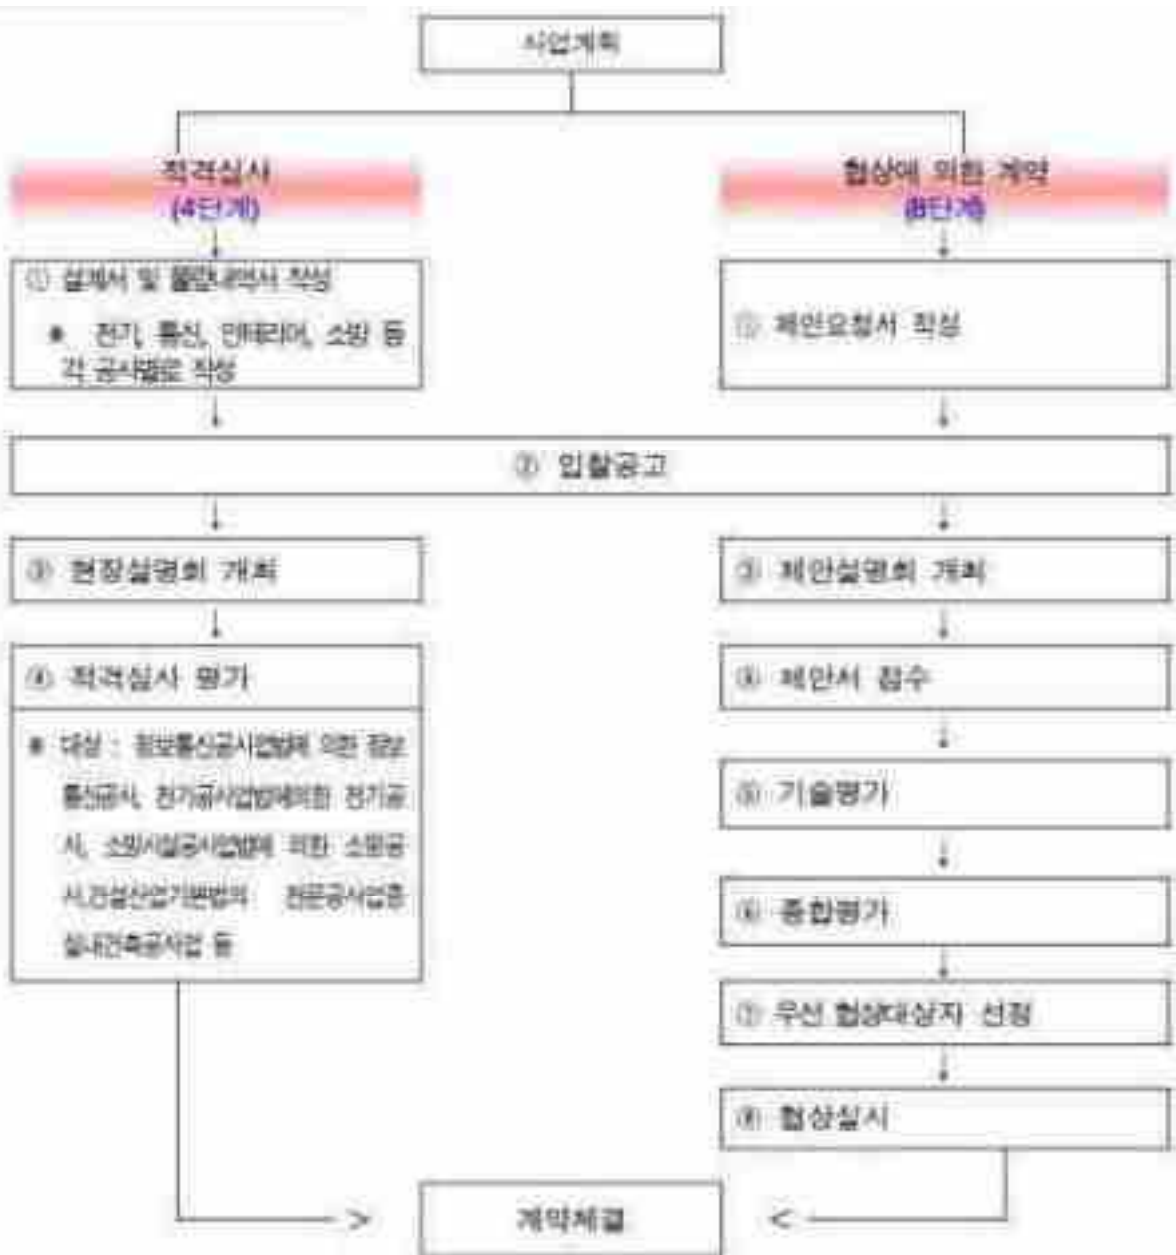 사업계획
적격심사
(4단계)
협상에 의한 계약
(8단계)
① 설계서 및 물량내역서 작성
※ 전기, 통신, 인테리어, 소방 등
각 공사별로 작성
① 제안요청서 작성
② 입찰공고
③ 현장설명회 개최
③ 제안설명회 개최
④ 적격심사 평가
※ 대상 : 정보통신공사업법에 의한 정보
통신공사, 전기공사업법에의한 전기공
사, 소방시설공사업법에 의한 소방공
사,건설산업기본법의 전문공사업종
실내건축공사업 등
④ 제안서 접수
⑤ 기술평가
⑥ 종합평가
⑦ 우선 협상대상자 선정
⑧ 협상실시
계약체결